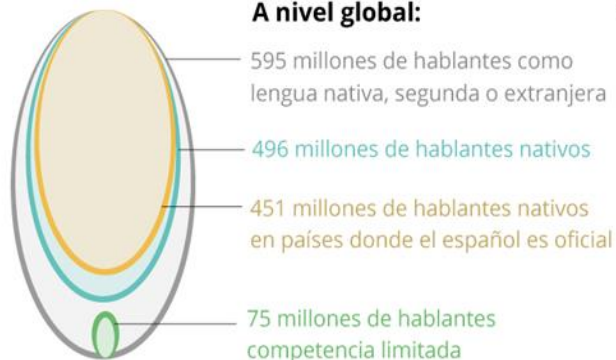 A nivel global:
595 millones de hablantes como
lengua nativa, segunda o extranjera
496 millones de hablantes nativos
451 millones de hablantes nativos
en países donde el español es oficial
75 millones de hablantes
competencia limitada